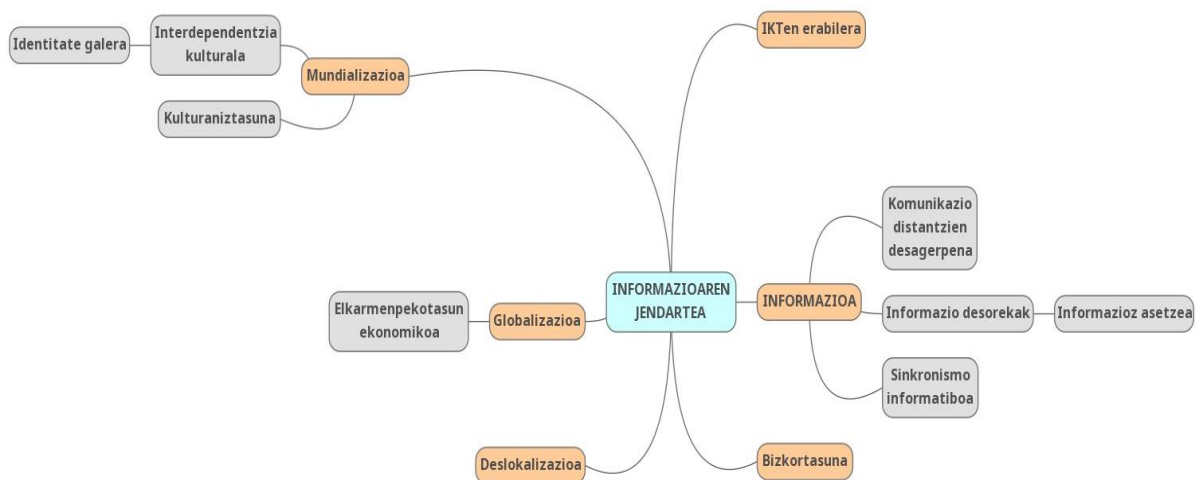 IKTen erabilera
Interdependentzia
kulturala
Identitate galera
Mundializazioa
Kulturaniztasuna
Komunikazio
distantzien
desagerpena
INFORMAZIOAREN
JENDARTEA
INFORMAZIOA
Elkarmenpekotasun
ekonomikoa
Globalizazioa
Informazio desorekak
Informazioz asetzea
Sinkronismo
informatiboa
Deslokalizazioa
Bizkortasuna